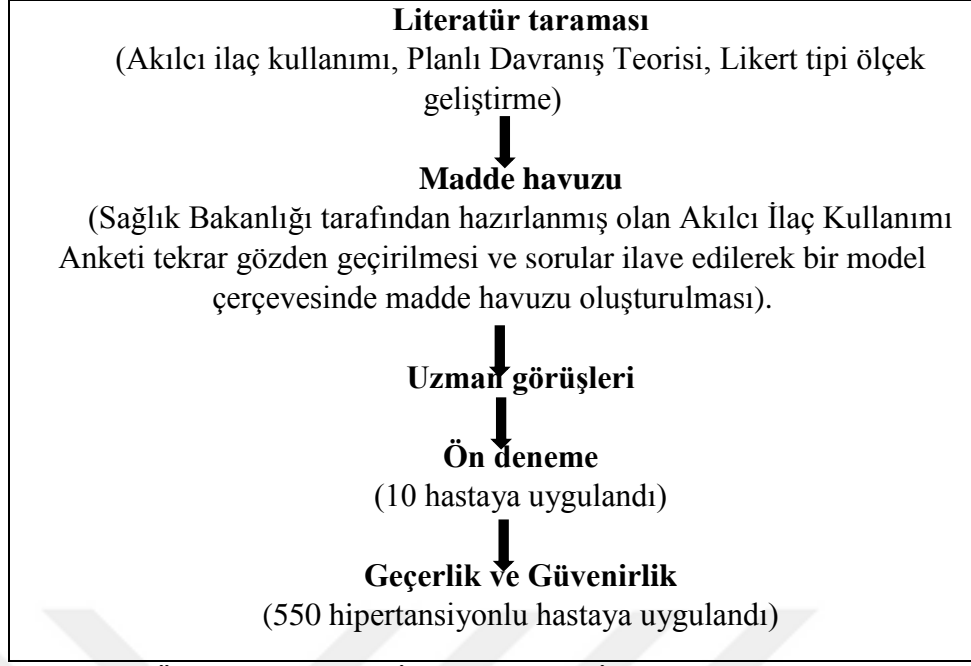 Literatür taraması
(Akılcı ilaç kullanımı, Planlı Davranış Teorisi, Likert tipi ölçek
geliştirme)
Madde havuzu
(Sağlık Bakanlığı tarafından hazırlanmış olan Akılcı İlaç Kullanımı
Anketi tekrar gözden geçirilmesi ve sorular ilave edilerek bir model
çerçevesinde madde havuzu oluşturulması).
Uzman görüşleri
Ön deneme
(10 hastaya uygulandı)
Geçerlik ve Güvenirlik
(550 hipertansiyonlu hastaya uygulandı)